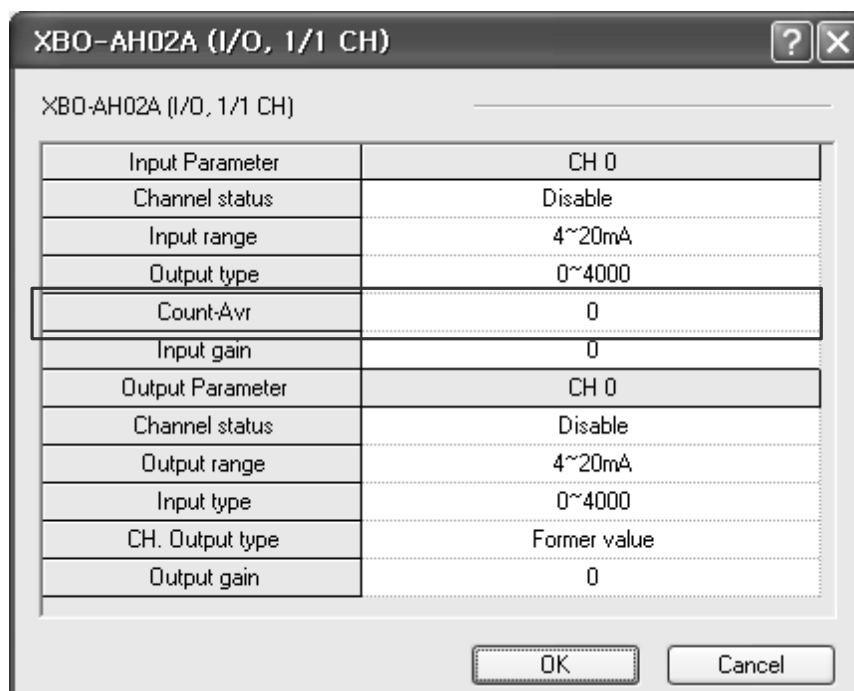 XBO-AH02A (I/O, 1/1 CH)
XBO-AH02A (I/O, 1/1 CH)
Input Parameter CH 0
Channel status Disable
Input range 4~20mA
Output type 0~4000
Count-Avr 0
Input gain 0
Output Parameter CH 0
Channel status Disable
Output range 4~20mA
Input type 0~4000
CH. Output type Former value
Output gain 0
OK Cancel